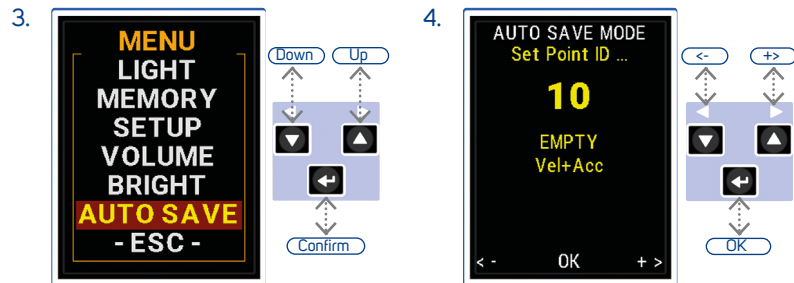 3.
MENU
LIGHT
MEMORY
SETUP
VOLUME
BRIGHT
AUTO SAVE
- ESC -
Down Up
Confirm
4.
AUTO SAVE MODE
Set Point ID ...
10
EMPTY
Vel+Acc
< - OK + >
<- +>
OK